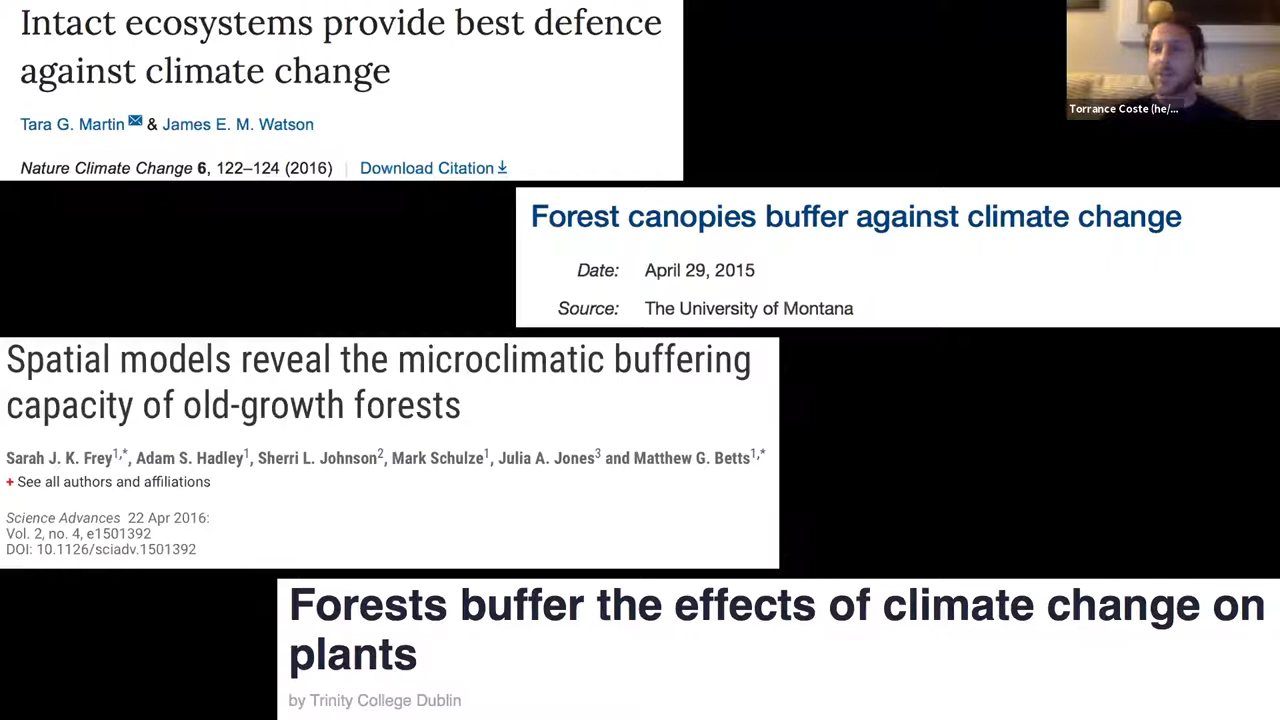 Intact ecosystems provide best defence
against climate change
Tara G. Martin & James E. M. Watson
Nature Climate Change 6, 122–124 (2016) | Download Citation
Torrance Coste (he/...
Forest canopies buffer against climate change
Date: April 29, 2015
Source: The University of Montana
Spatial models reveal the microclimatic buffering
capacity of old-growth forests
Sarah J. K. Frey1,*, Adam S. Hadley1, Sherri L. Johnson2, Mark Schulze1, Julia A. Jones3 and Matthew G. Betts1,*
+ See all authors and affiliations
Science Advances 22 Apr 2016:
Vol. 2, no. 4, e1501392
DOI: 10.1126/sciadv.1501392
Forests buffer the effects of climate change on
plants
by Trinity College Dublin